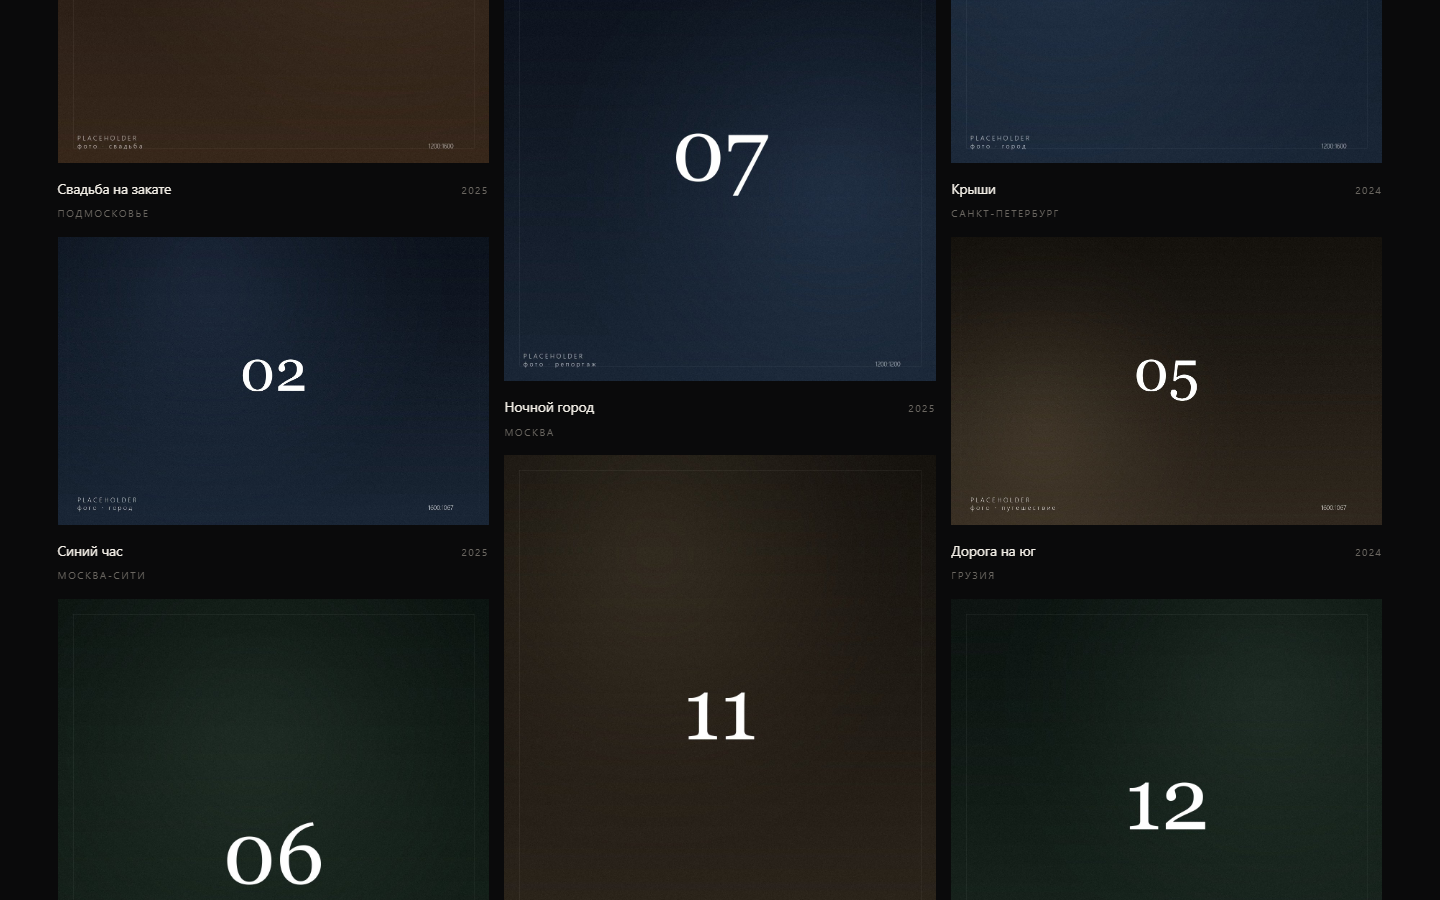 PLACEHOLDER
фото · свадьба
1200:1600
Свадьба на закате
2025
ПОДМОСКОВЬЕ
02
PLACEHOLDER
фото · город
1600:1067
Синий час
2025
МОСКВА-СИТИ
06
07
PLACEHOLDER
фото · репортаж
1200:1200
Ночной город
2025
МОСКВА
11
PLACEHOLDER
фото · город
1200:1600
Крыши
2024
САНКТ-ПЕТЕРБУРГ
05
PLACEHOLDER
фото · путешествие
1600:1067
Дорога на юг
2024
ГРУЗИЯ
12